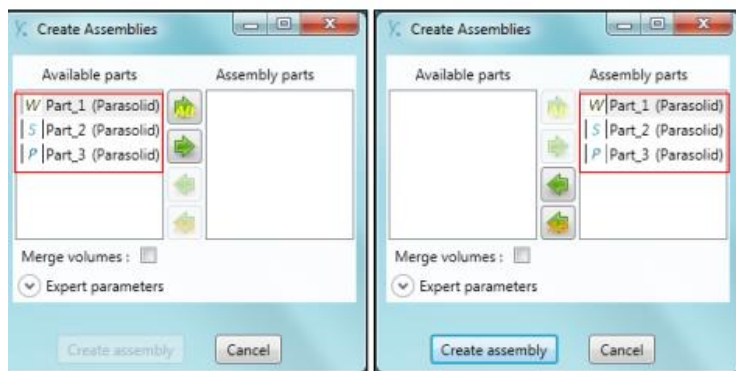 Create Assemblies
Available parts
Assembly parts
W Part_1 (Parasolid)
S Part_2 (Parasolid)
P Part_3 (Parasolid)
Merge volumes :
Expert parameters
Create assembly
Cancel
Create Assemblies
Available parts
Assembly parts
W Part_1 (Parasolid)
S Part_2 (Parasolid)
P Part_3 (Parasolid)
Merge volumes :
Expert parameters
Create assembly
Cancel